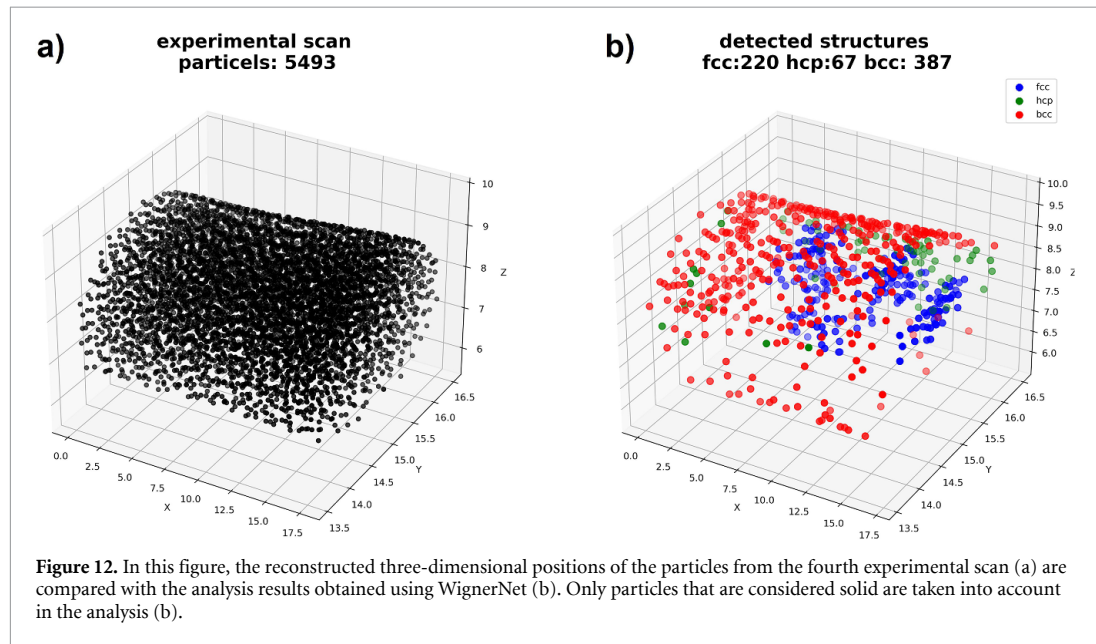 a)
experimental scan
particels: 5493
10
9
8
Z
7
6
16.5
16.0
15.5
15.0
Y
14.5
14.0
13.5
0.0
2.5
5.0
7.5
X
10.0
12.5
15.0
17.5
b)
detected structures
fcc:220 hcp:67 bcc: 387
fcc
hcp
bcc
10.0
9.5
9.0
8.5
8.0
Z
7.5
7.0
6.5
6.0
16.5
16.0
15.5
15.0
Y
14.5
14.0
13.5
0.0
2.5
5.0
7.5
X
10.0
12.5
15.0
17.5
Figure 12. In this figure, the reconstructed three-dimensional positions of the particles from the fourth experimental scan (a) are
compared with the analysis results obtained using WignerNet (b). Only particles that are considered solid are taken into account
in the analysis (b).